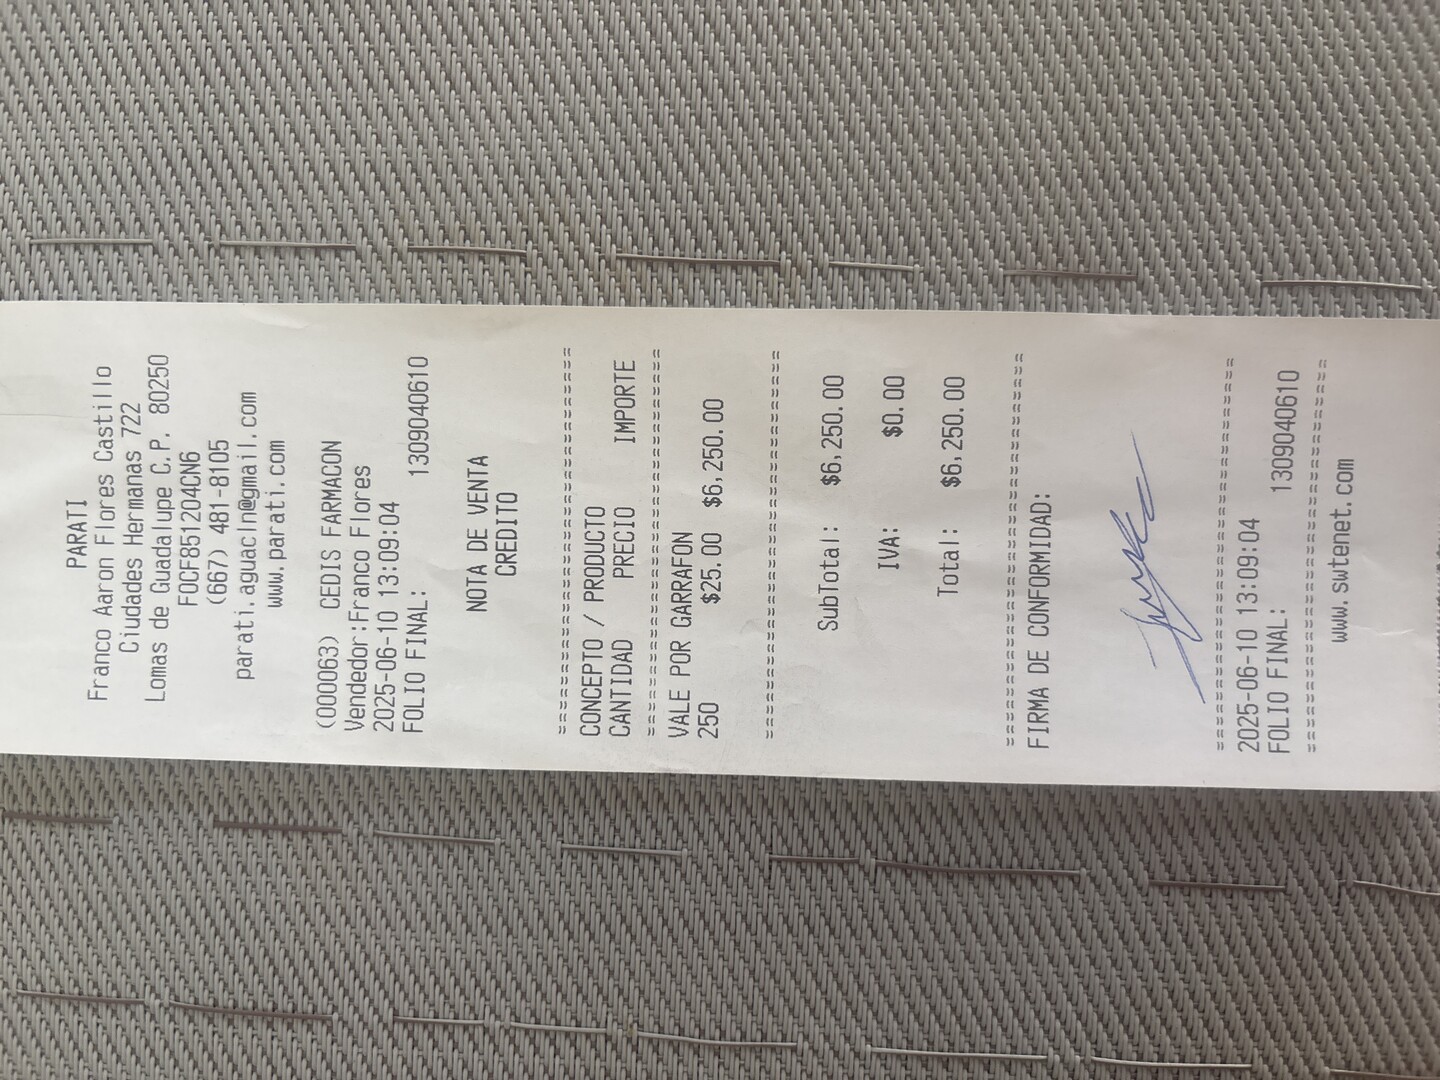 PARATI
Franco Aaron Flores Castillo
Ciudades Hermanas 722
Lomas de Guadalupe C.P. 80250
FOCF851204CN6
(667) 481-8105
parati.aguacln@gmail.com
www.parati.com
(000063) CEDIS FARMACON
Vendedor:Franco Flores
2025-06-10 13:09:04
FOLIO FINAL: 1309040610
NOTA DE VENTA
CREDITO
==============================
CONCEPTO / PRODUCTO
CANTIDAD PRECIO IMPORTE
==============================
VALE POR GARRAFON
250 $25.00 $6,250.00
==============================
SubTotal: $6,250.00
IVA: $0.00
Total: $6,250.00
==============================
FIRMA DE CONFORMIDAD:
==============================
2025-06-10 13:09:04
FOLIO FINAL: 1309040610
==============================
www.swtenet.com